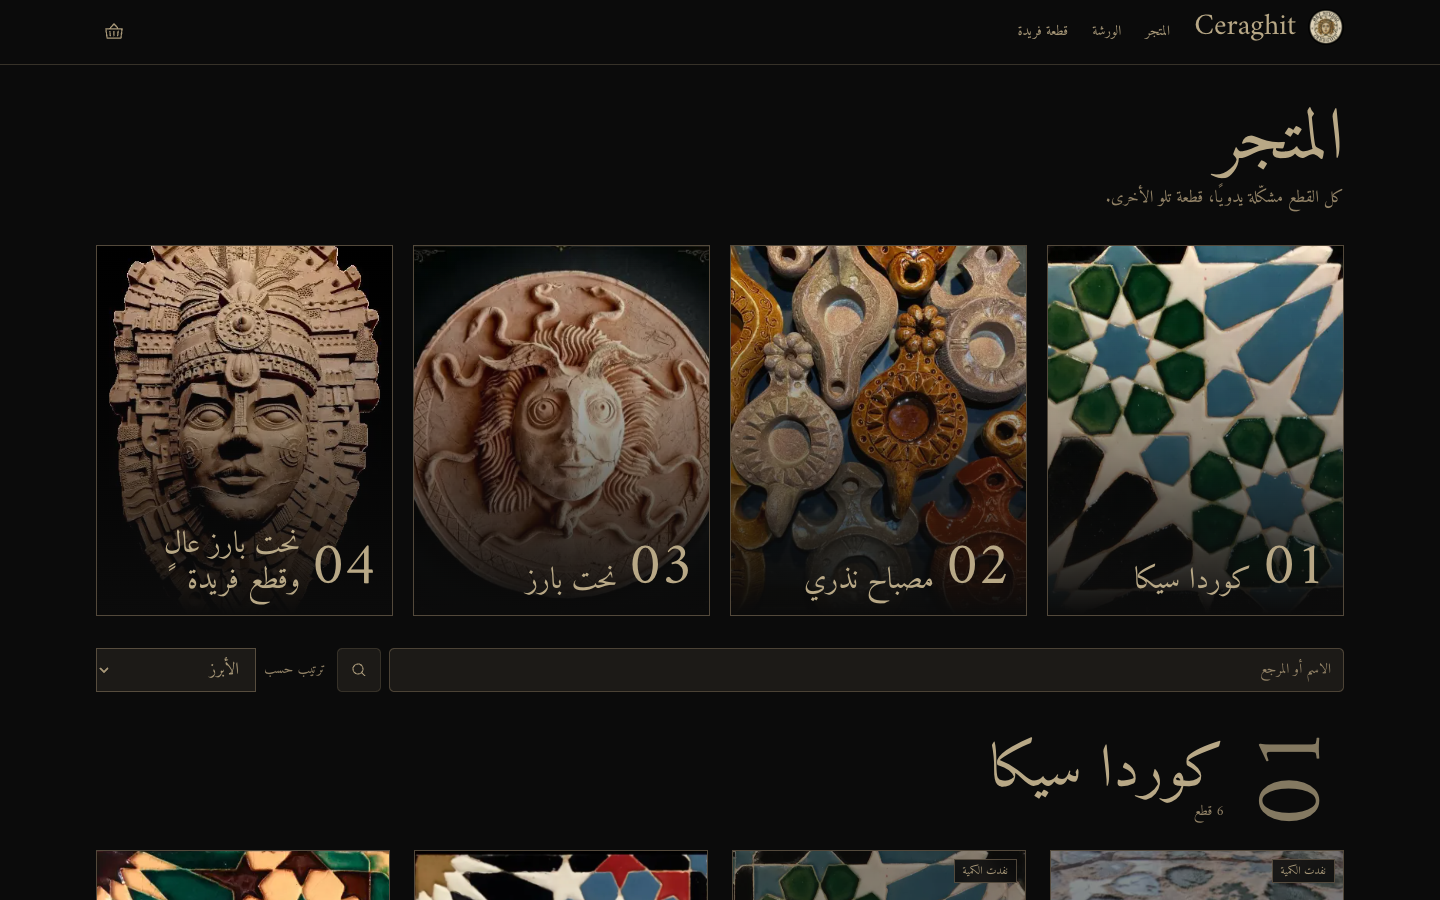 Ceraghit
المتجر
الورشة
قطعة فريدة
المتجر
كل القطع مشكّلة يدويًا، قطعة تلو الأخرى.
01 كوردا سيكا
02 مصباح نذري
03 نحت بارز
04 نحت بارز عالٍ
وقطع فريدة
الاسم أو المرجع
ترتيب حسب
الأبرز
01
كوردا سيكا
6 قطع
نفدت الكمية
نفدت الكمية